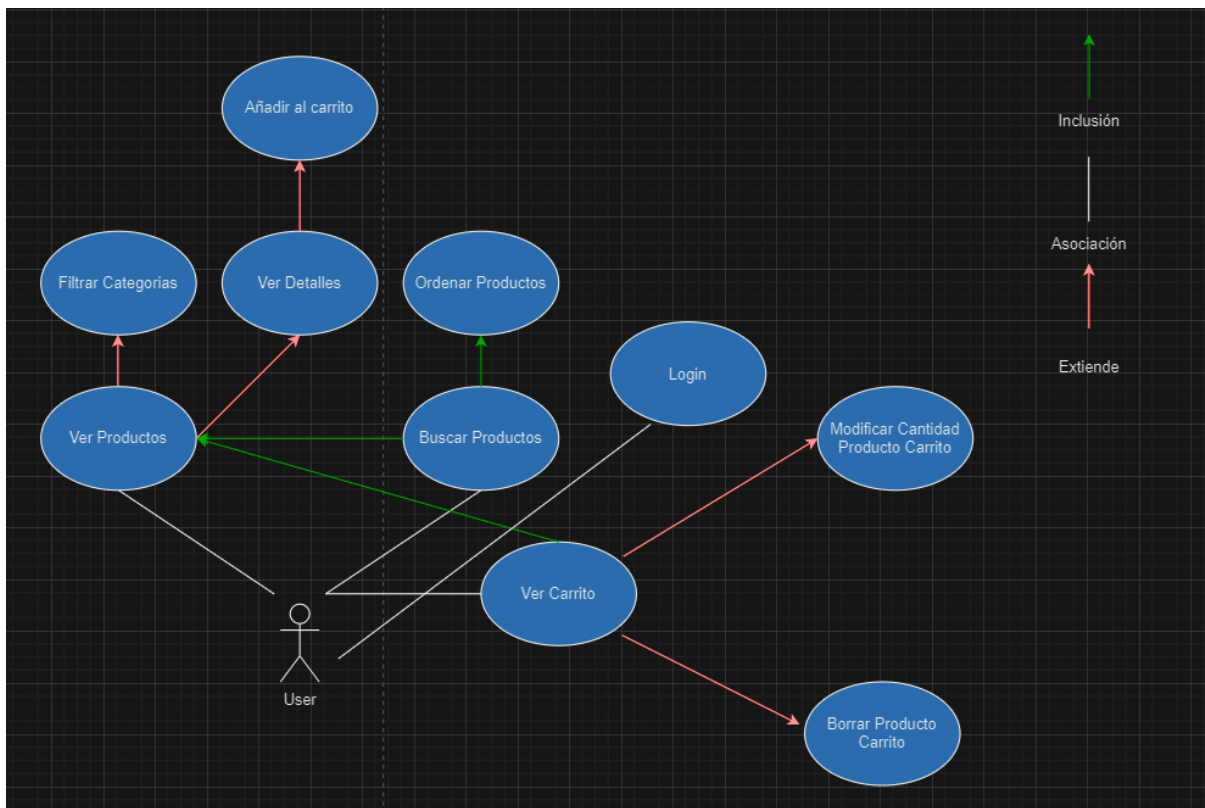 Añadir al carrito
Inclusión
Asociación
Filtrar Categorias
Ver Detalles
Ordenar Productos
Extiende
Login
Ver Productos
Buscar Productos
Modificar Cantidad
Producto Carrito
Ver Carrito
User
Borrar Producto
Carrito